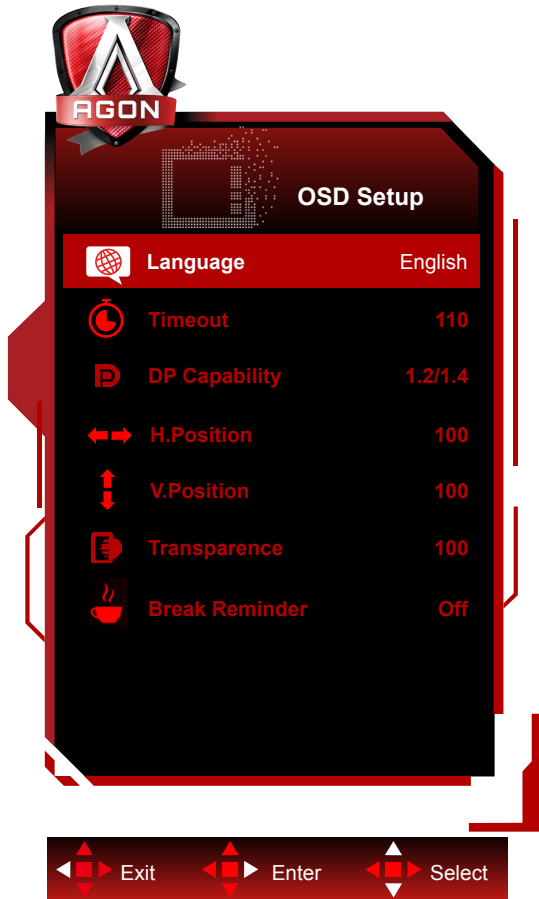 AGON
OSD Setup
Language English
Timeout 110
DP Capability 1.2/1.4
H.Position 100
V.Position 100
Transparence 100
Break Reminder Off
Exit Enter Select